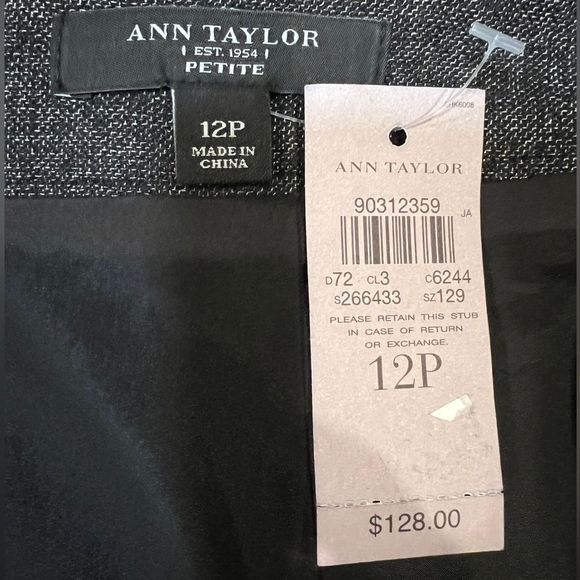 ANN TAYLOR
EST. 1954
PETITE
12P
MADE IN
CHINA
ANN TAYLOR
90312359
JA
D72 CL3 C6244
S266433 SZ129
PLEASE RETAIN THIS STUB
IN CASE OF RETURN
OR EXCHANGE.
12P
$128.00